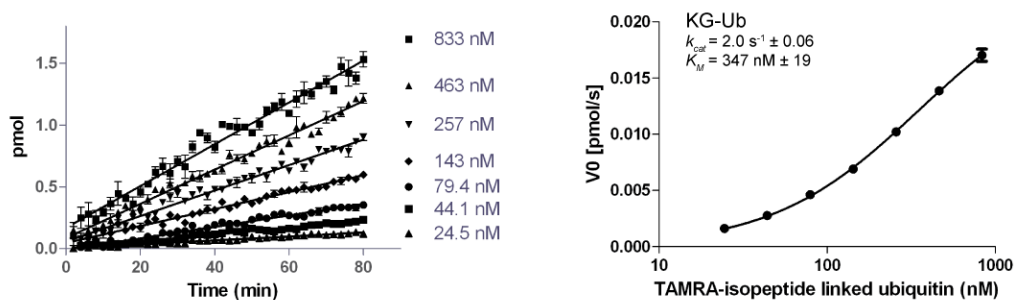 1.5
1.0
0.5
0.0
pmol
0
20
40
60
80
100
Time (min)
833 nM
463 nM
257 nM
143 nM
79.4 nM
44.1 nM
24.5 nM
0.020
0.015
0.010
0.005
0.000
V0 [pmol/s]
KG-Ub
kcat = 2.0 s⁻¹ ± 0.06
KM = 347 nM ± 19
10
100
1000
TAMRA-isopeptide linked ubiquitin (nM)